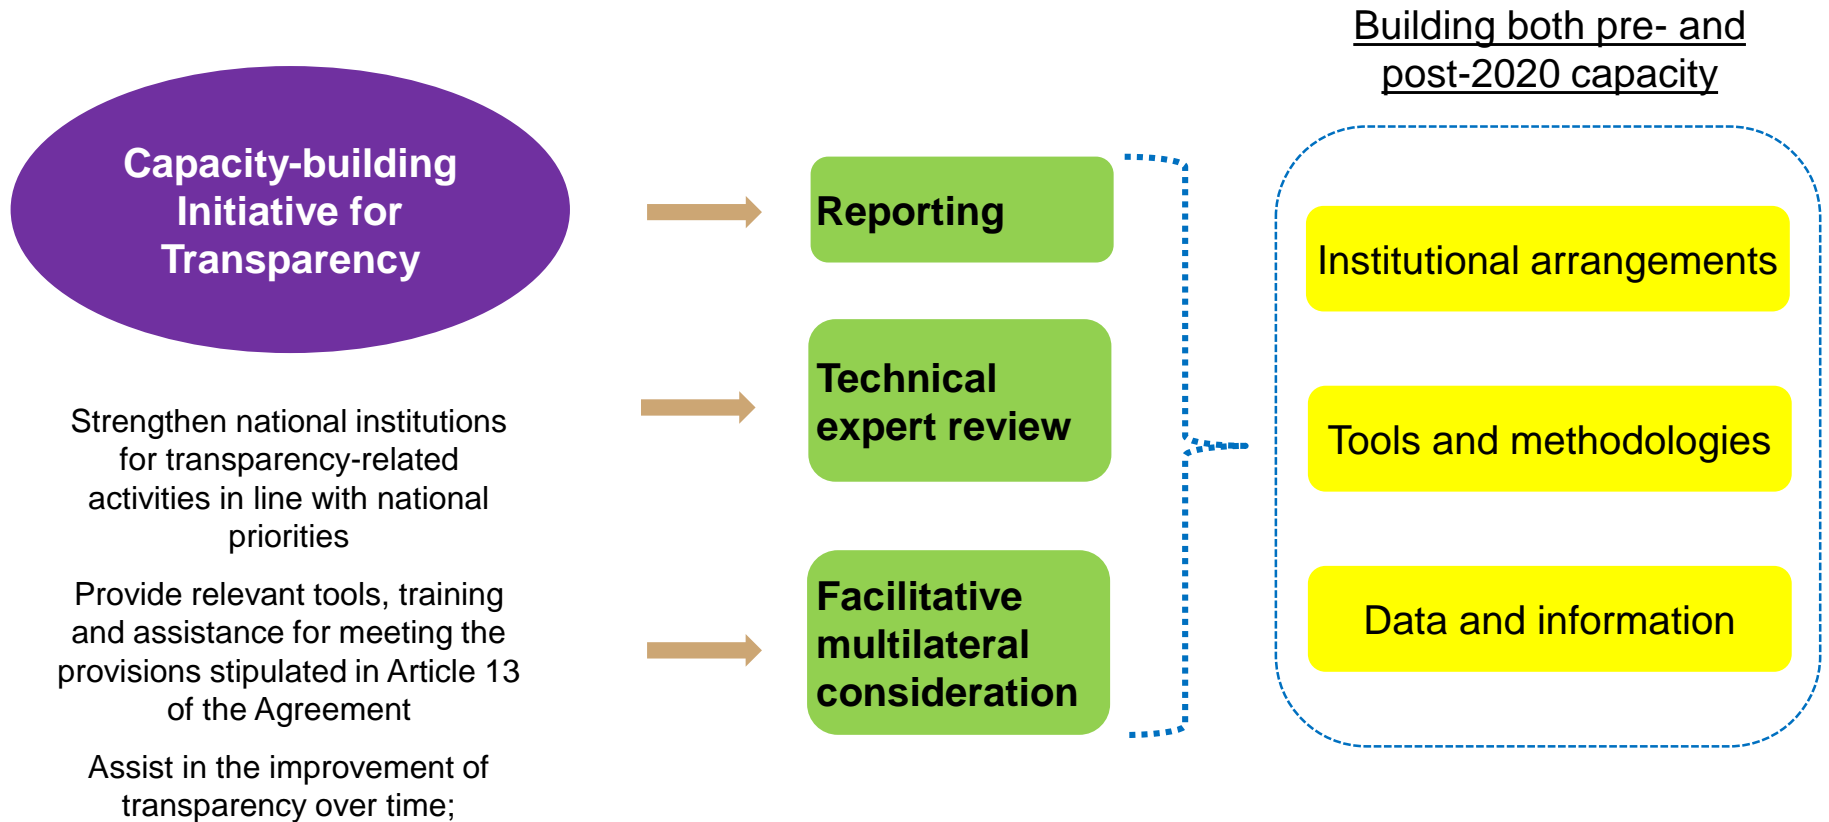 Building both pre- and
post-2020 capacity
Capacity-building
Initiative for
Transparency
Strengthen national institutions
for transparency-related
activities in line with national
priorities
Provide relevant tools, training
and assistance for meeting the
provisions stipulated in Article 13
of the Agreement
Assist in the improvement of
transparency over time;
Reporting
Technical
expert review
Facilitative
multilateral
consideration
Institutional arrangements
Tools and methodologies
Data and information